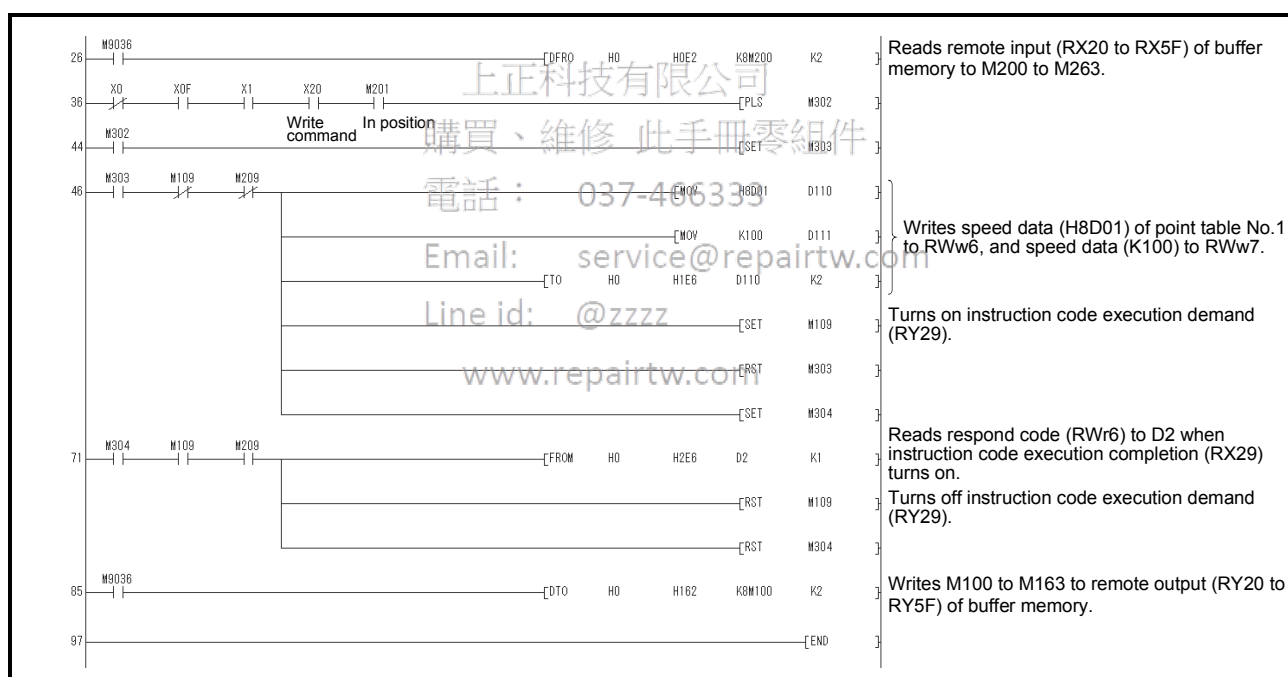 M9036
26 [DFRO H0 H0E2 K8M200 K2 ]
Reads remote input (RX20 to RX5F) of buffer
memory to M200 to M263.
上正科技有限公司
X0 X0F X1 X20 M201
36 [PLS M302 ]
Write
command
In position
購買、維修 此手冊零組件
M302
44 [SET M303 ]
M303 M109 M209
46 [MOV H8D01 D110 ]
電話： 037-466333
[MOV K100 D111 ]
Writes speed data (H8D01) of point table No.1
to RWw6, and speed data (K100) to RWw7.
Email: service@repairtw.com
[TO H0 H1E6 D110 K2 ]
Line id: @zzzz
[SET M109 ]
Turns on instruction code execution demand
(RY29).
www.repairtw.com
[RST M303 ]
[SET M304 ]
M304 M109 M209
71 [FROM H0 H2E6 D2 K1 ]
Reads respond code (RWr6) to D2 when
instruction code execution completion (RX29)
turns on.
[RST M109 ]
Turns off instruction code execution demand
(RY29).
[RST M304 ]
M9036
85 [DTO H0 H162 K8M100 K2 ]
Writes M100 to M163 to remote output (RY20 to
RY5F) of buffer memory.
97 [END ]